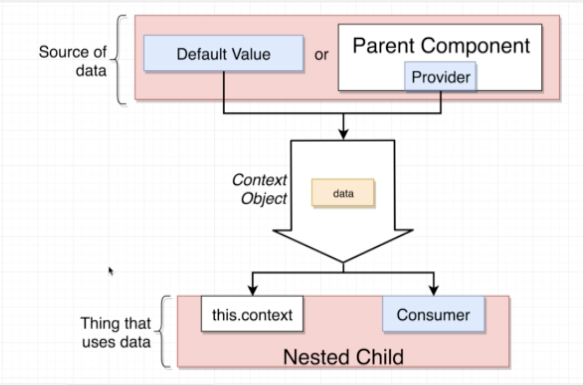 Source of
data
Default Value
or
Parent Component
Provider
Context
Object
data
Thing that
uses data
this.context
Consumer
Nested Child